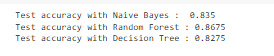 Test accuracy with Naive Bayes :  0.835
Test accuracy with Random Forest : 0.8675
Test accuracy with Decision Tree : 0.8275